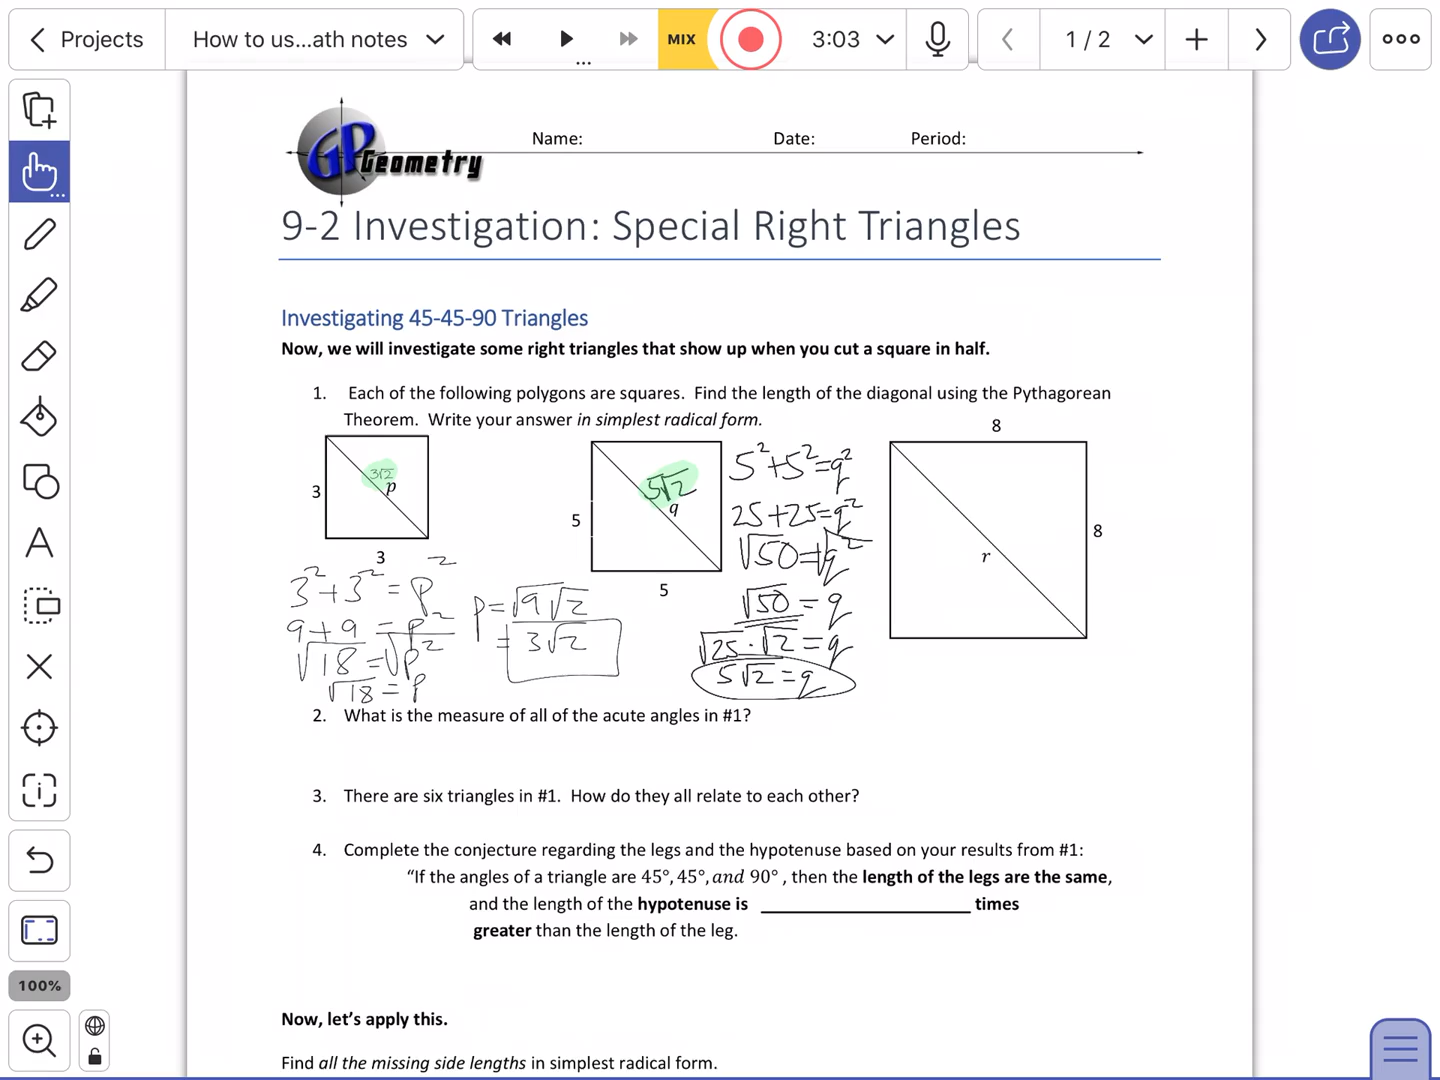 Projects
How to us...ath notes
MIX
3:03
1 / 2
GP Geometry
Name:
Date:
Period:
9-2 Investigation: Special Right Triangles
Investigating 45-45-90 Triangles
Now, we will investigate some right triangles that show up when you cut a square in half.
1. Each of the following polygons are squares. Find the length of the diagonal using the Pythagorean
Theorem. Write your answer in simplest radical form.
3
3√2
p
3
3² + 3² = p²
9 + 9 = p²
√18 = √p²
√18 = p
p = √9 √2
= 3√2
5
5√2
q
5
5² + 5² = q²
25 + 25 = q²
√50 = √q²
√50 = q
√25 · √2 = q
5√2 = q
8
8
r
2. What is the measure of all of the acute angles in #1?
3. There are six triangles in #1. How do they all relate to each other?
4. Complete the conjecture regarding the legs and the hypotenuse based on your results from #1:
“If the angles of a triangle are 45°, 45°, and 90° , then the length of the legs are the same,
and the length of the hypotenuse is ____________________ times
greater than the length of the leg.
Now, let’s apply this.
Find all the missing side lengths in simplest radical form.
A
100%